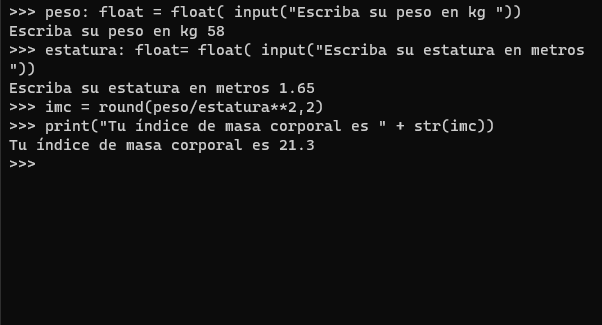 >>> peso: float = float( input("Escriba su peso en kg "))
Escriba su peso en kg 58
>>> estatura: float= float( input("Escriba su estatura en metros
"))
Escriba su estatura en metros 1.65
>>> imc = round(peso/estatura**2,2)
>>> print("Tu índice de masa corporal es " + str(imc))
Tu índice de masa corporal es 21.3
>>>